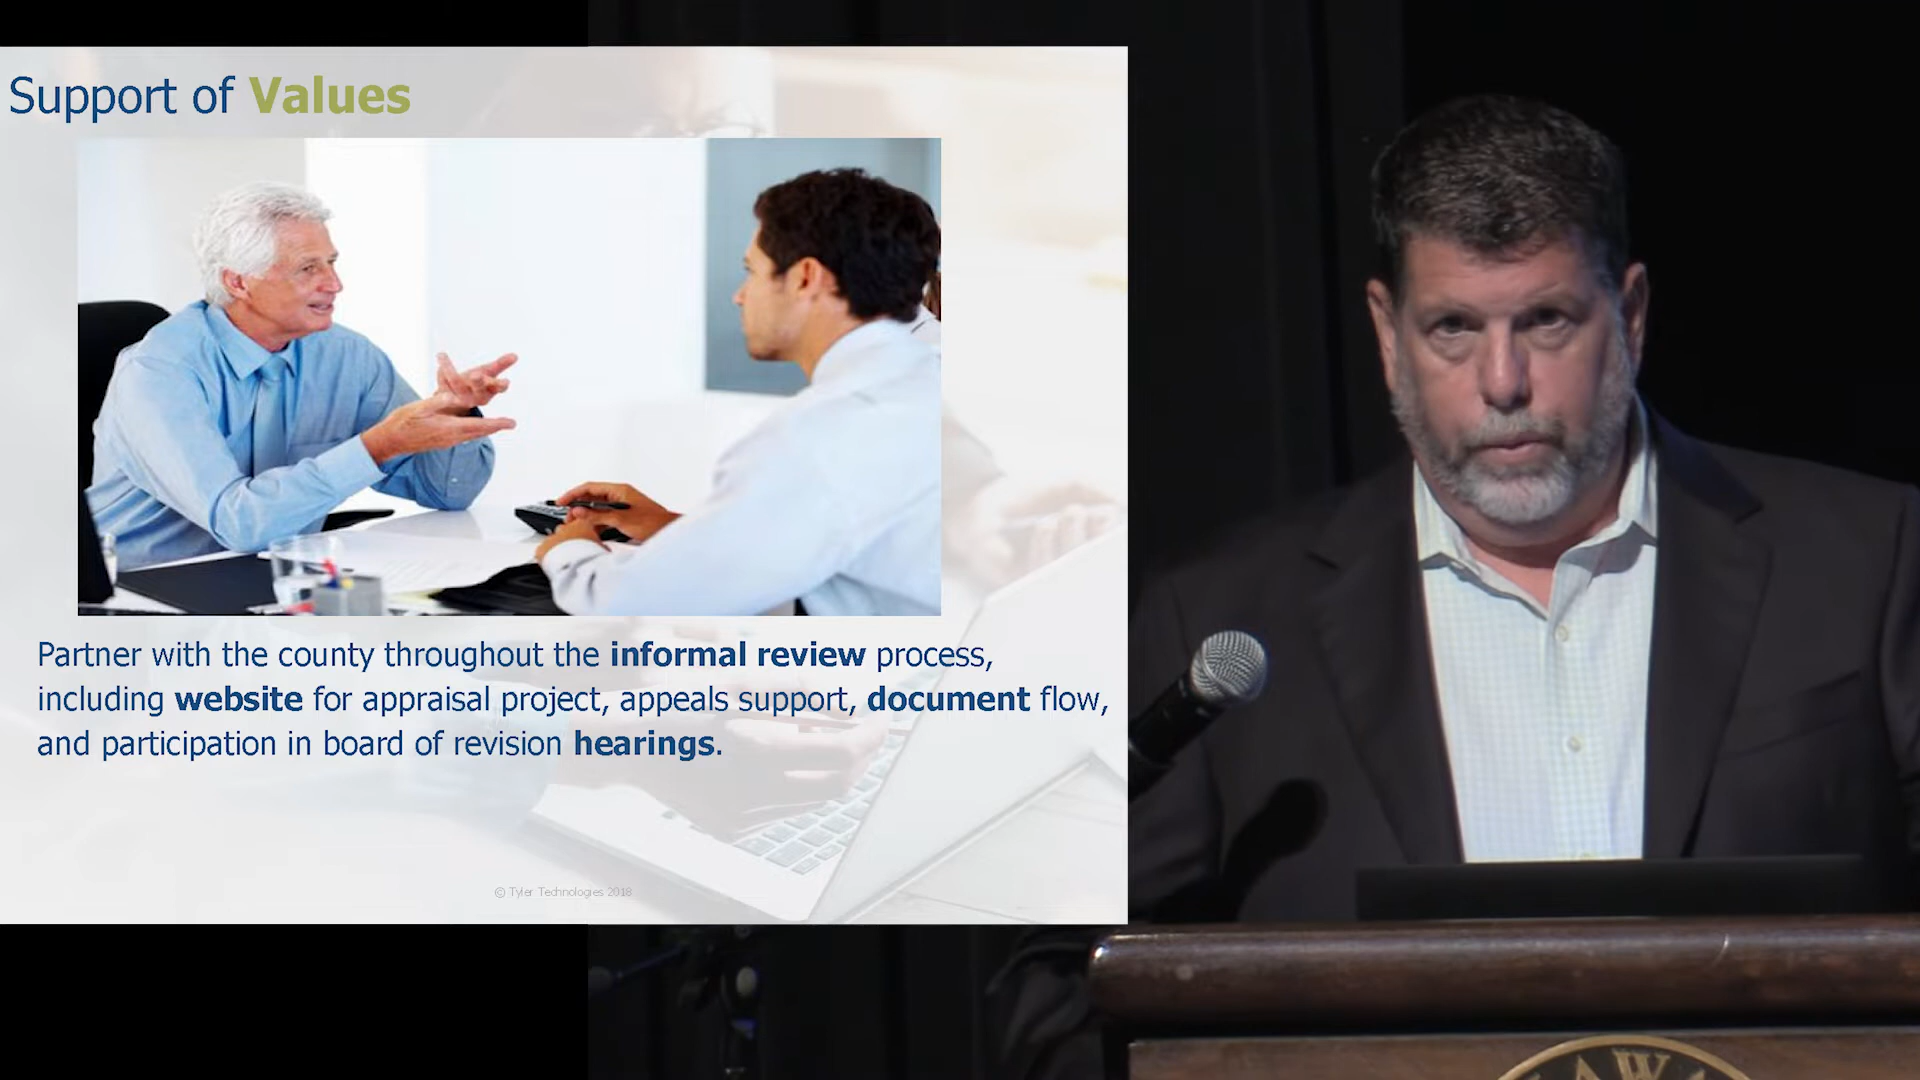 Support of Values
Partner with the county throughout the informal review process,
including website for appraisal project, appeals support, document flow,
and participation in board of revision hearings.
© Tyler Technologies 2018